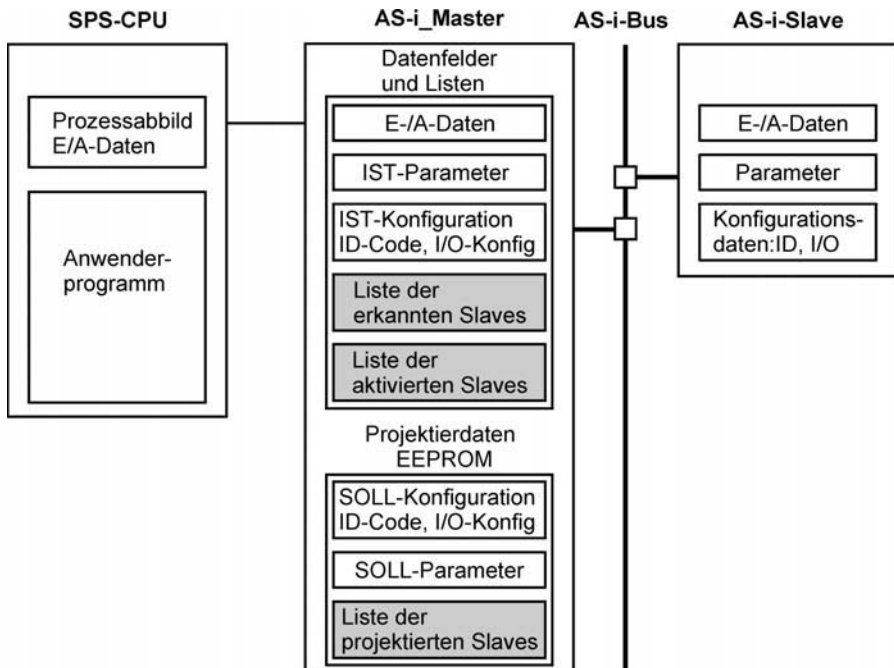 SPS-CPU
AS-i_Master
AS-i-Bus
AS-i-Slave
Prozessabbild
E/A-Daten
Anwender-
programm
Datenfelder
und Listen
E-/A-Daten
IST-Parameter
IST-Konfiguration
ID-Code, I/O-Konfig
Liste der
erkannten Slaves
Liste der
aktivierten Slaves
Projektierdaten
EEPROM
SOLL-Konfiguration
ID-Code, I/O-Konfig
SOLL-Parameter
Liste der
projektierten Slaves
E-/A-Daten
Parameter
Konfigurations-
daten:ID, I/O